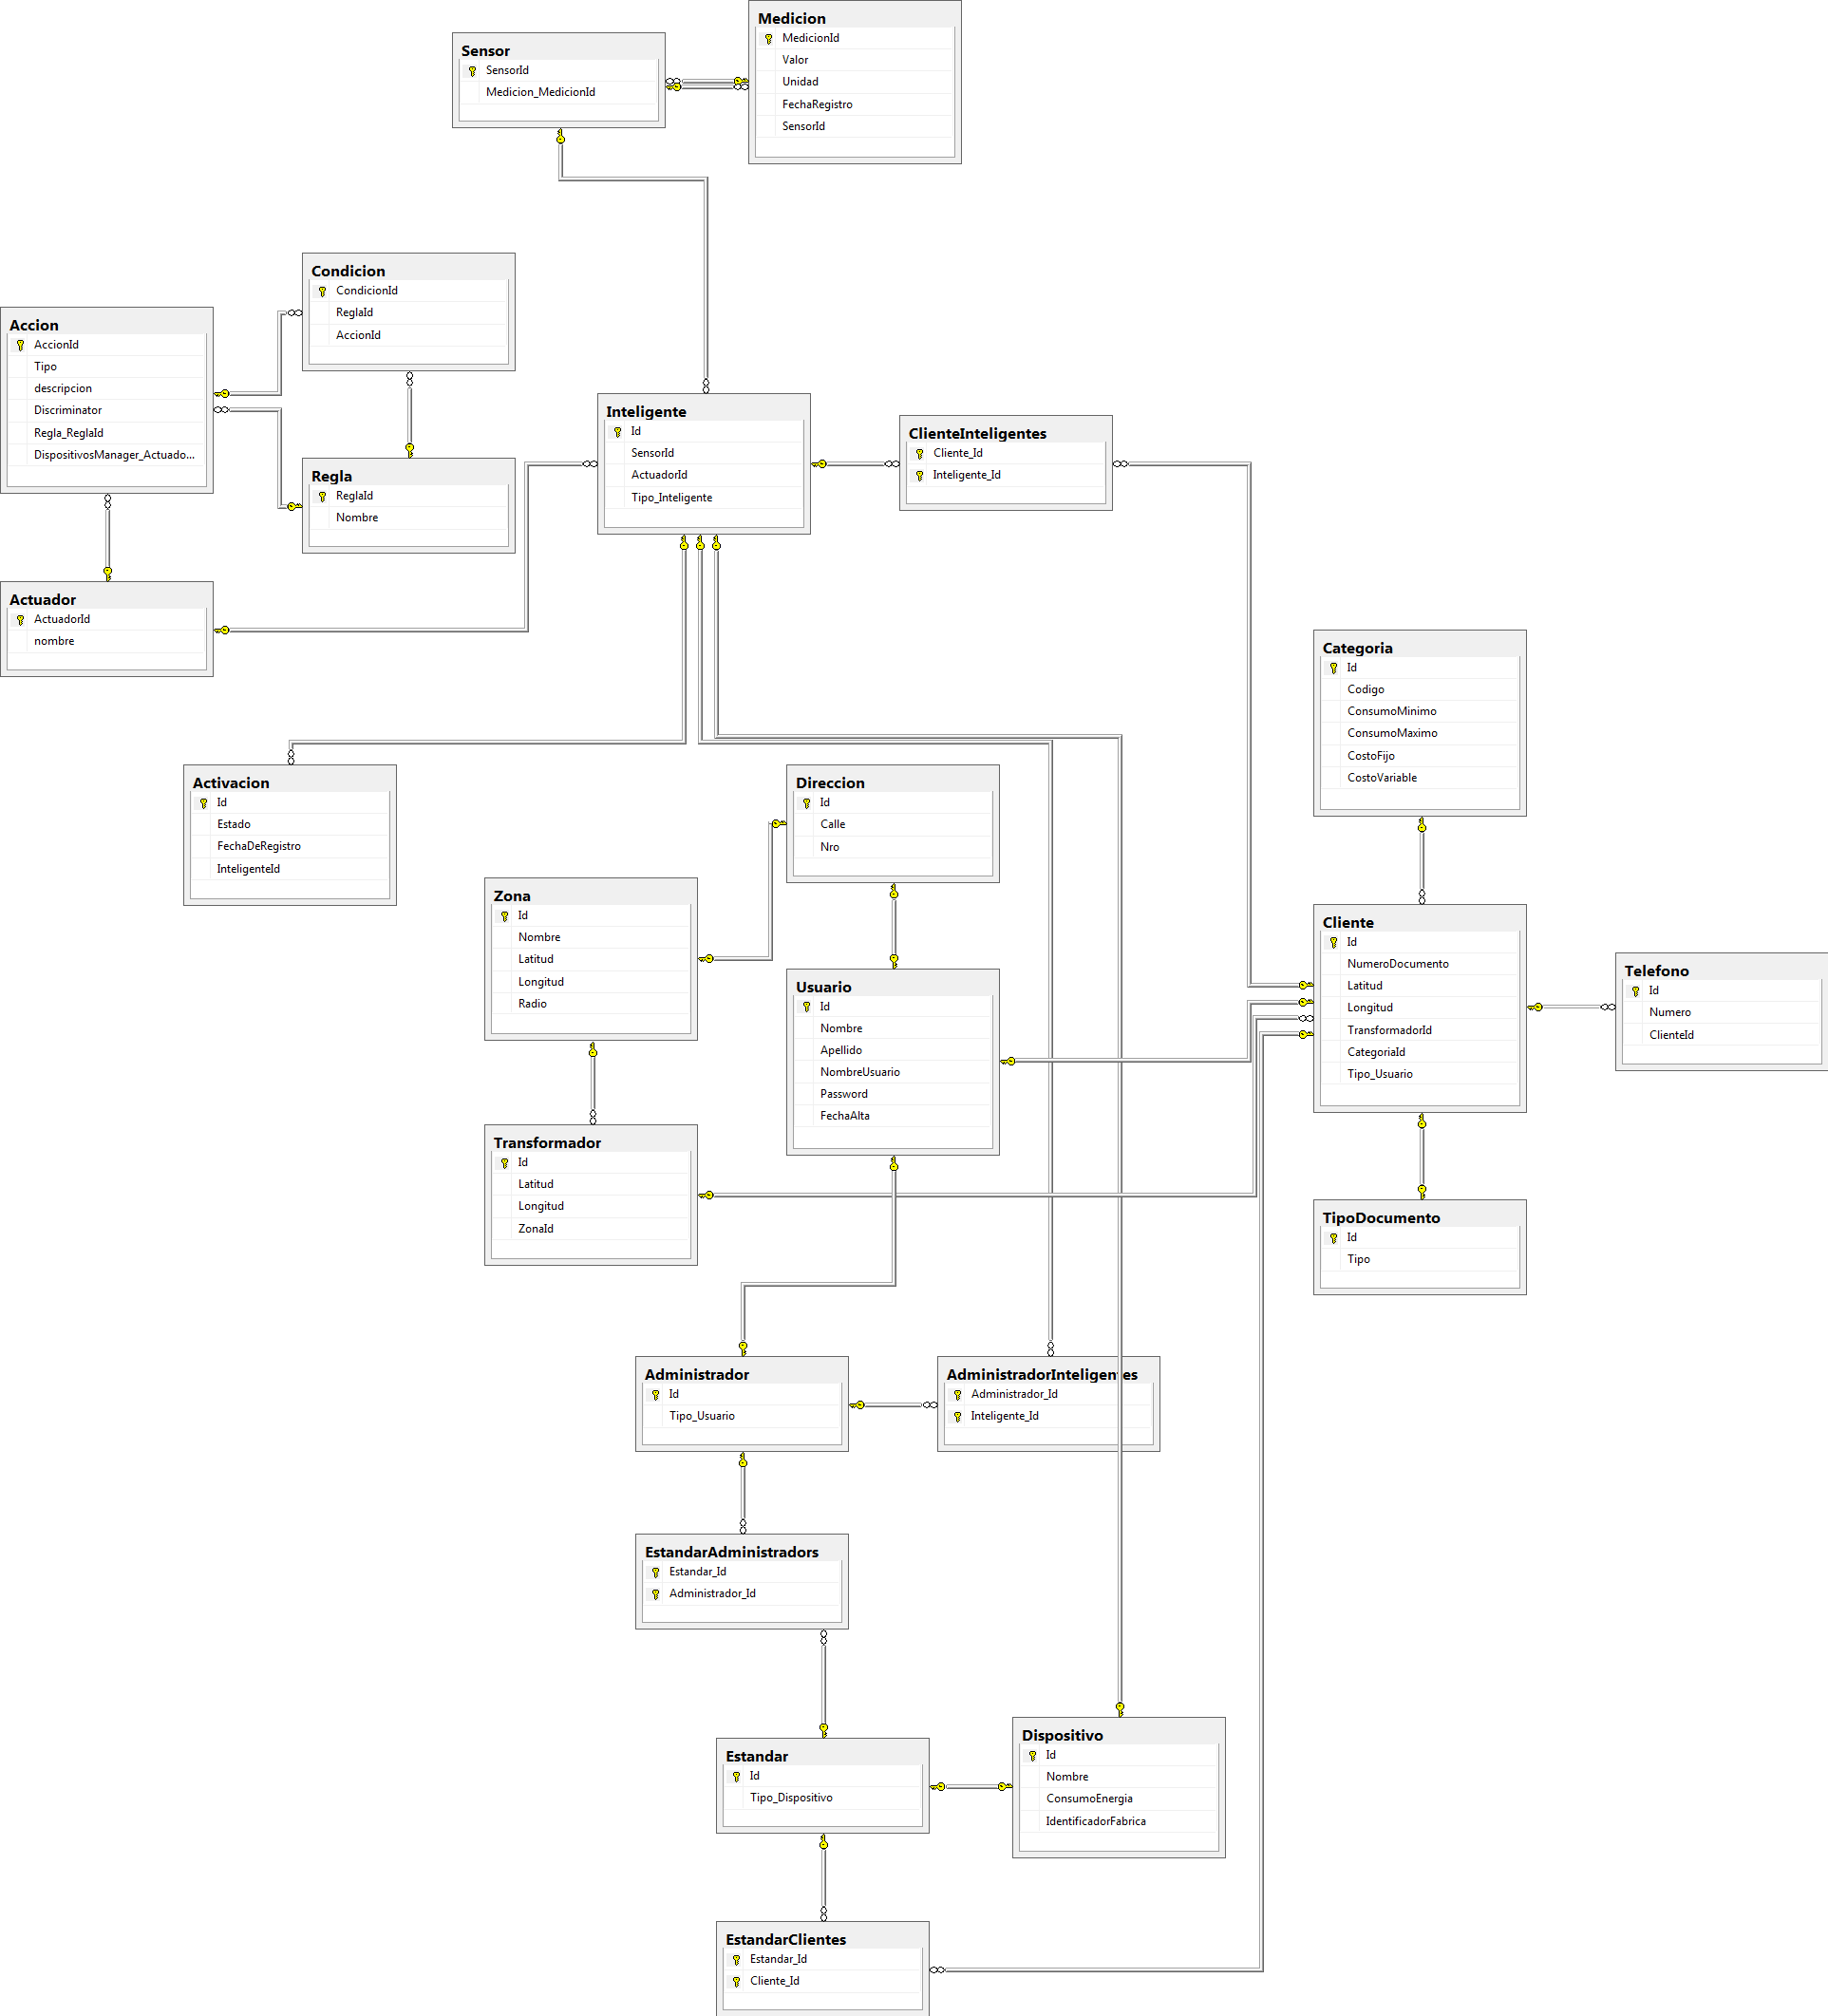 Medicion
MedicionId
Valor
Unidad
FechaRegistro
SensorId
Sensor
SensorId
Medicion_MedicionId
Condicion
CondicionId
ReglaId
AccionId
Accion
AccionId
Tipo
descripcion
Discriminator
Regla_ReglaId
DispositivosManager_Actuado...
Regla
ReglaId
Nombre
Inteligente
Id
SensorId
ActuadorId
Tipo_Inteligente
ClienteInteligentes
Cliente_Id
Inteligente_Id
Actuador
ActuadorId
nombre
Categoria
Id
Codigo
ConsumoMinimo
ConsumoMaximo
CostoFijo
CostoVariable
Activacion
Id
Estado
FechaDeRegistro
InteligenteId
Direccion
Id
Calle
Nro
Zona
Id
Nombre
Latitud
Longitud
Radio
Cliente
Id
NumeroDocumento
Latitud
Longitud
TransformadorId
CategoriaId
Tipo_Usuario
Telefono
Id
Numero
ClienteId
Usuario
Id
Nombre
Apellido
NombreUsuario
Password
FechaAlta
Transformador
Id
Latitud
Longitud
ZonaId
TipoDocumento
Id
Tipo
Administrador
Id
Tipo_Usuario
AdministradorInteligentes
Administrador_Id
Inteligente_Id
EstandarAdministradors
Estandar_Id
Administrador_Id
Estandar
Id
Tipo_Dispositivo
Dispositivo
Id
Nombre
ConsumoEnergia
IdentificadorFabrica
EstandarClientes
Estandar_Id
Cliente_Id